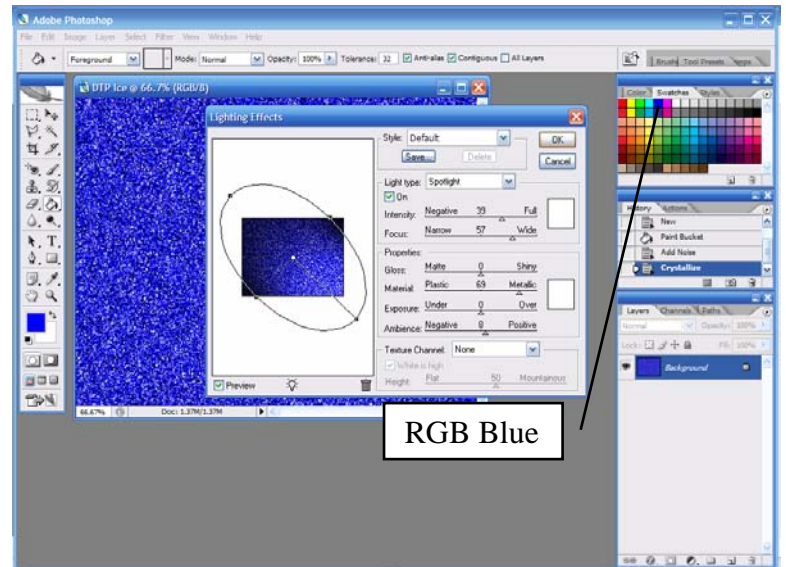 Adobe Photoshop
File Edit Image Layer Select Filter View Window Help
Foreground Mode: Normal Opacity: 100% Tolerance: 32 Anti-alias Contiguous All Layers
Brushes Tool Presets
DTP Ice @ 66.7% (RGB/8)
Color Swatches Styles
Lighting Effects
Style: Default OK
Save... Delete Cancel
Light type: Spotlight
On
Intensity: Negative 39 Full
Focus: Narrow 57 Wide
Properties:
Gloss: Matte 0 Shiny
Material: Plastic 69 Metallic
Exposure: Under 0 Over
Ambience: Negative 8 Positive
Texture Channel: None
White is high
Height: Flat 50 Mountainous
Preview
66.67% Doc: 1.37M/1.37M
History Actions
New
Paint Bucket
Add Noise
Crystallize
Layers Channels Paths
Normal Opacity: 100%
Lock: Fill: 100%
Background
RGB Blue